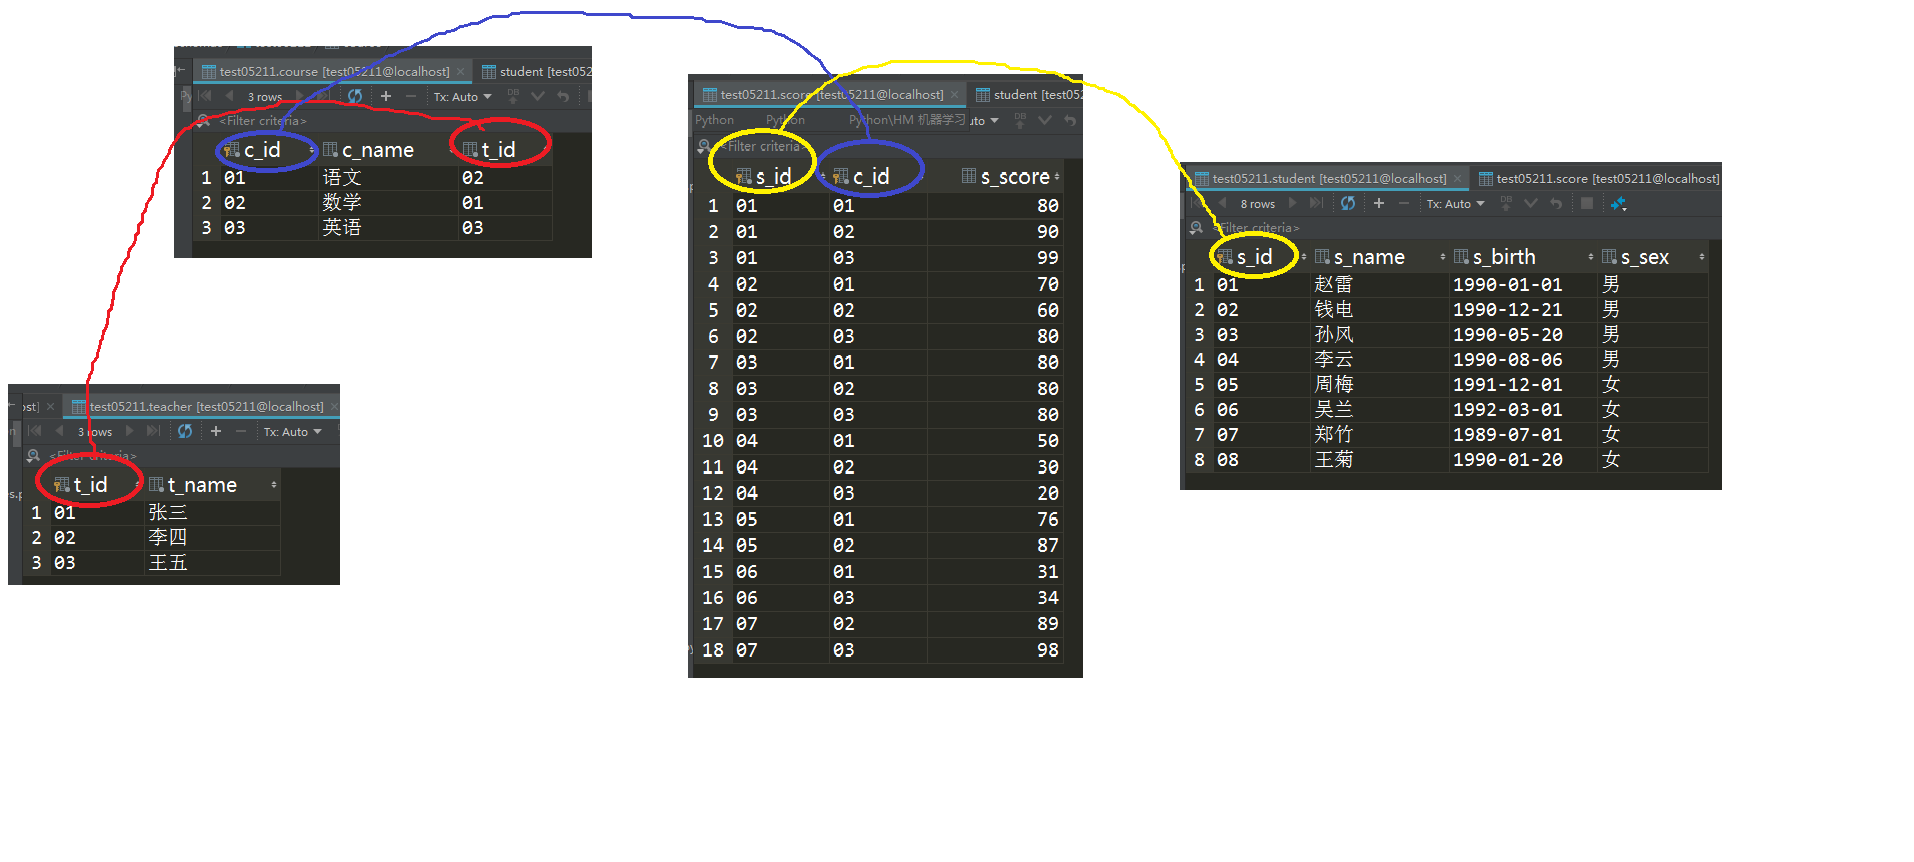 test05211.course [test05211@localhost] × student [test052
3 rows Tx: Auto DB
<Filter criteria>
c_id c_name t_id
1 01 语文 02
2 02 数学 01
3 03 英语 03
ost] × test05211.teacher [test05211@localhost] ×
3 rows Tx: Auto
<Filter criteria>
t_id t_name
1 01 张三
2 02 李四
3 03 王五
test05211.score [test05211@localhost] × student [test052
Python Python Python\HM 机器学习 uto DB
<Filter criteria>
s_id c_id s_score
1 01 01 80
2 01 02 90
3 01 03 99
4 02 01 70
5 02 02 60
6 02 03 80
7 03 01 80
8 03 02 80
9 03 03 80
10 04 01 50
11 04 02 30
12 04 03 20
13 05 01 76
14 05 02 87
15 06 01 31
16 06 03 34
17 07 02 89
18 07 03 98
test05211.student [test05211@localhost] × test05211.score [test05211@localhost]
8 rows Tx: Auto DB
<Filter criteria>
s_id s_name s_birth s_sex
1 01 赵雷 1990-01-01 男
2 02 钱电 1990-12-21 男
3 03 孙风 1990-05-20 男
4 04 李云 1990-08-06 男
5 05 周梅 1991-12-01 女
6 06 吴兰 1992-03-01 女
7 07 郑竹 1989-07-01 女
8 08 王菊 1990-01-20 女